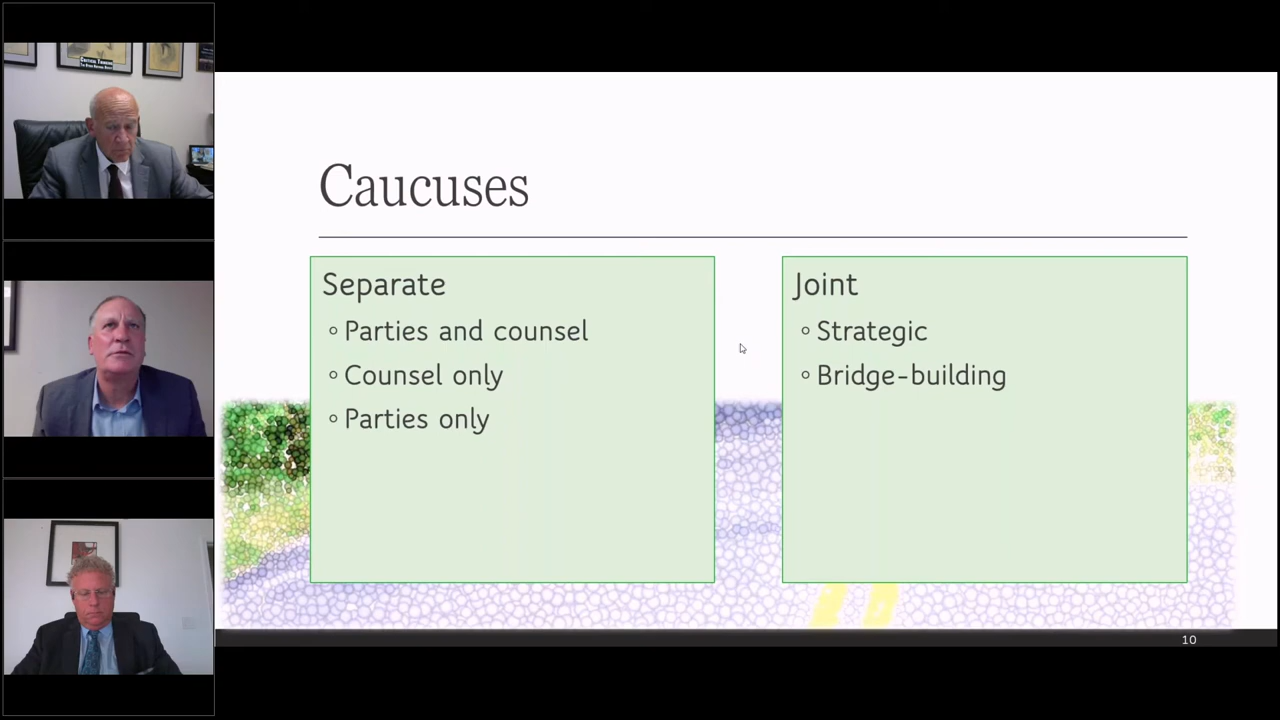 Caucuses
Separate
Parties and counsel
Counsel only
Parties only
Joint
Strategic
Bridge-building
10